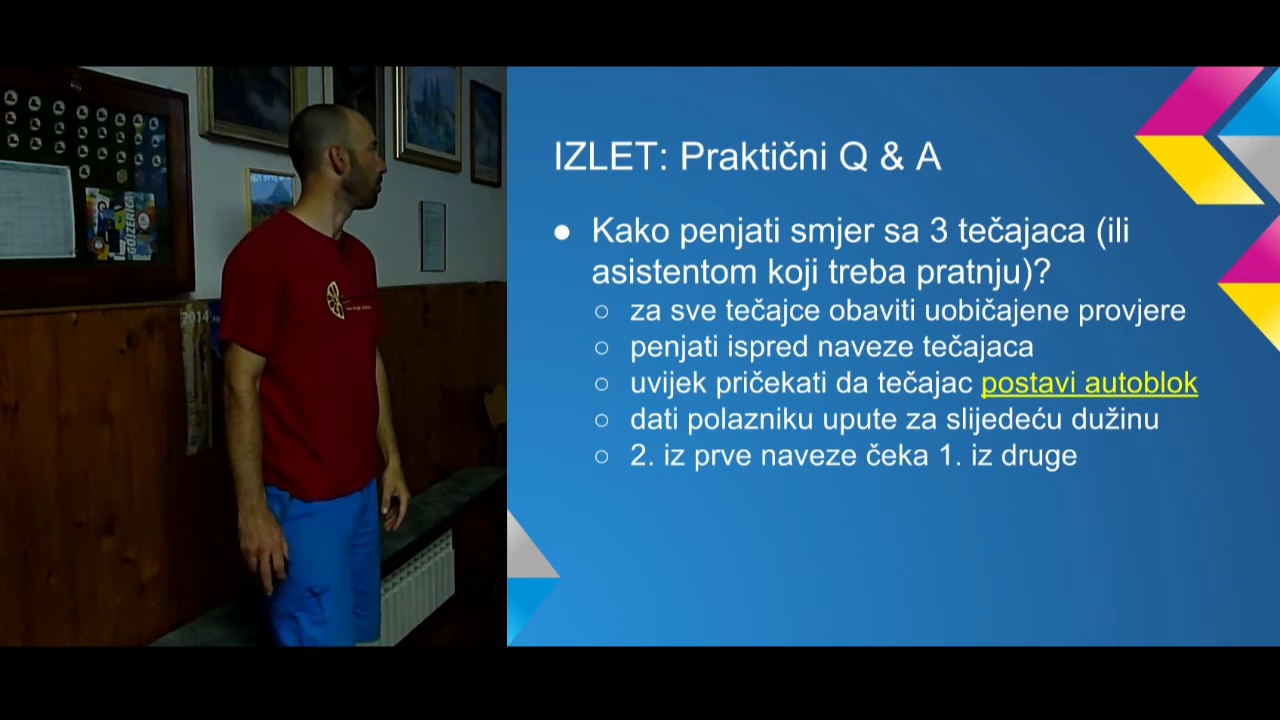 2014
GOJZERICA
IZLET: Praktični Q & A
● Kako penjati smjer sa 3 tečajaca (ili
asistentom koji treba pratnju)?
○ za sve tečajce obaviti uobičajene provjere
○ penjati ispred naveze tečajaca
○ uvijek pričekati da tečajac postavi autoblok
○ dati polazniku upute za slijedeću dužinu
○ 2. iz prve naveze čeka 1. iz druge